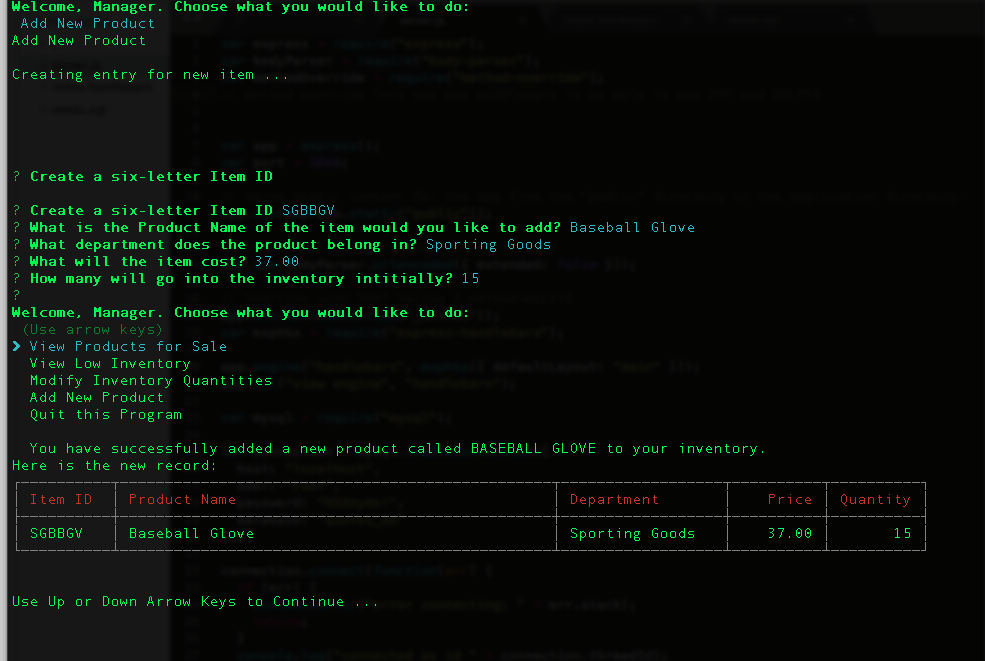 Welcome, Manager. Choose what you would like to do:
Add New Product
Add New Product
Creating entry for new item ...
? Create a six-letter Item ID
? Create a six-letter Item ID SGBBGV
? What is the Product Name of the item would you like to add? Baseball Glove
? What department does the product belong in? Sporting Goods
? What will the item cost? 37.00
? How many will go into the inventory intitially? 15
?
Welcome, Manager. Choose what you would like to do:
(Use arrow keys)
❯ View Products for Sale
View Low Inventory
Modify Inventory Quantities
Add New Product
Quit this Program
You have successfully added a new product called BASEBALL GLOVE to your inventory.
Here is the new record:
Item ID Product Name Department Price Quantity
SGBBGV Baseball Glove Sporting Goods 37.00 15
Use Up or Down Arrow Keys to Continue ...